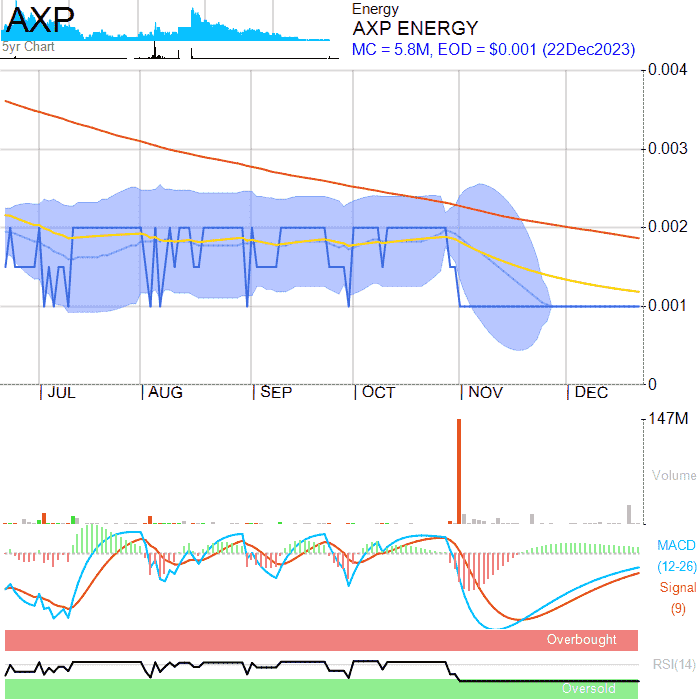 AXP
5yr Chart
Energy
AXP ENERGY
MC = 5.8M, EOD = $0.001 (22Dec2023)
0.004
0.003
0.002
0.001
0
JUL AUG SEP OCT NOV DEC
147M
Volume
MACD
(12-26)
Signal
(9)
Overbought
RSI(14)
Oversold